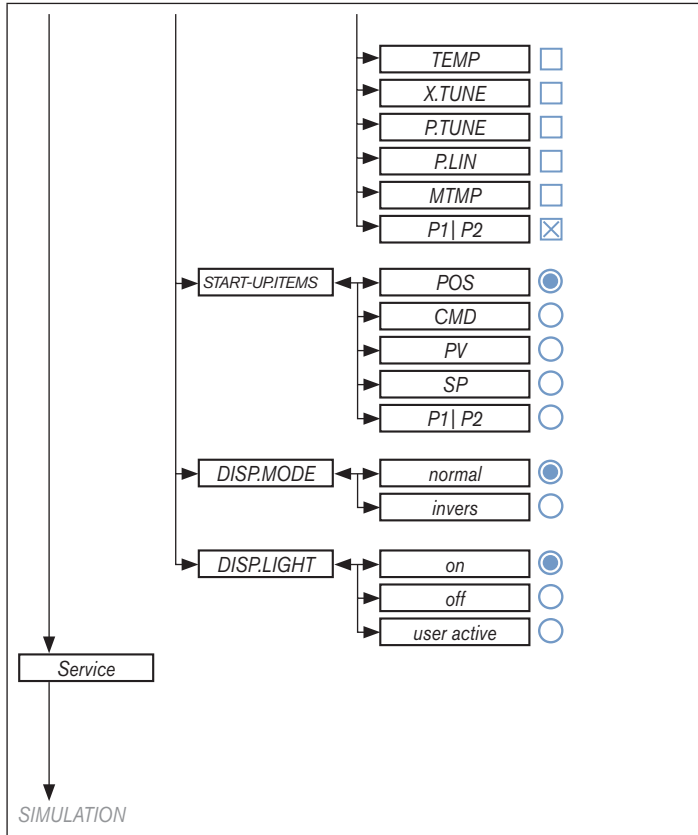 TEMP
X.TUNE
P.TUNE
P.LIN
MTMP
P1| P2
START-UP.ITEMS
POS
CMD
PV
SP
P1| P2
DISP.MODE
normal
invers
DISP.LIGHT
on
off
user active
Service
SIMULATION